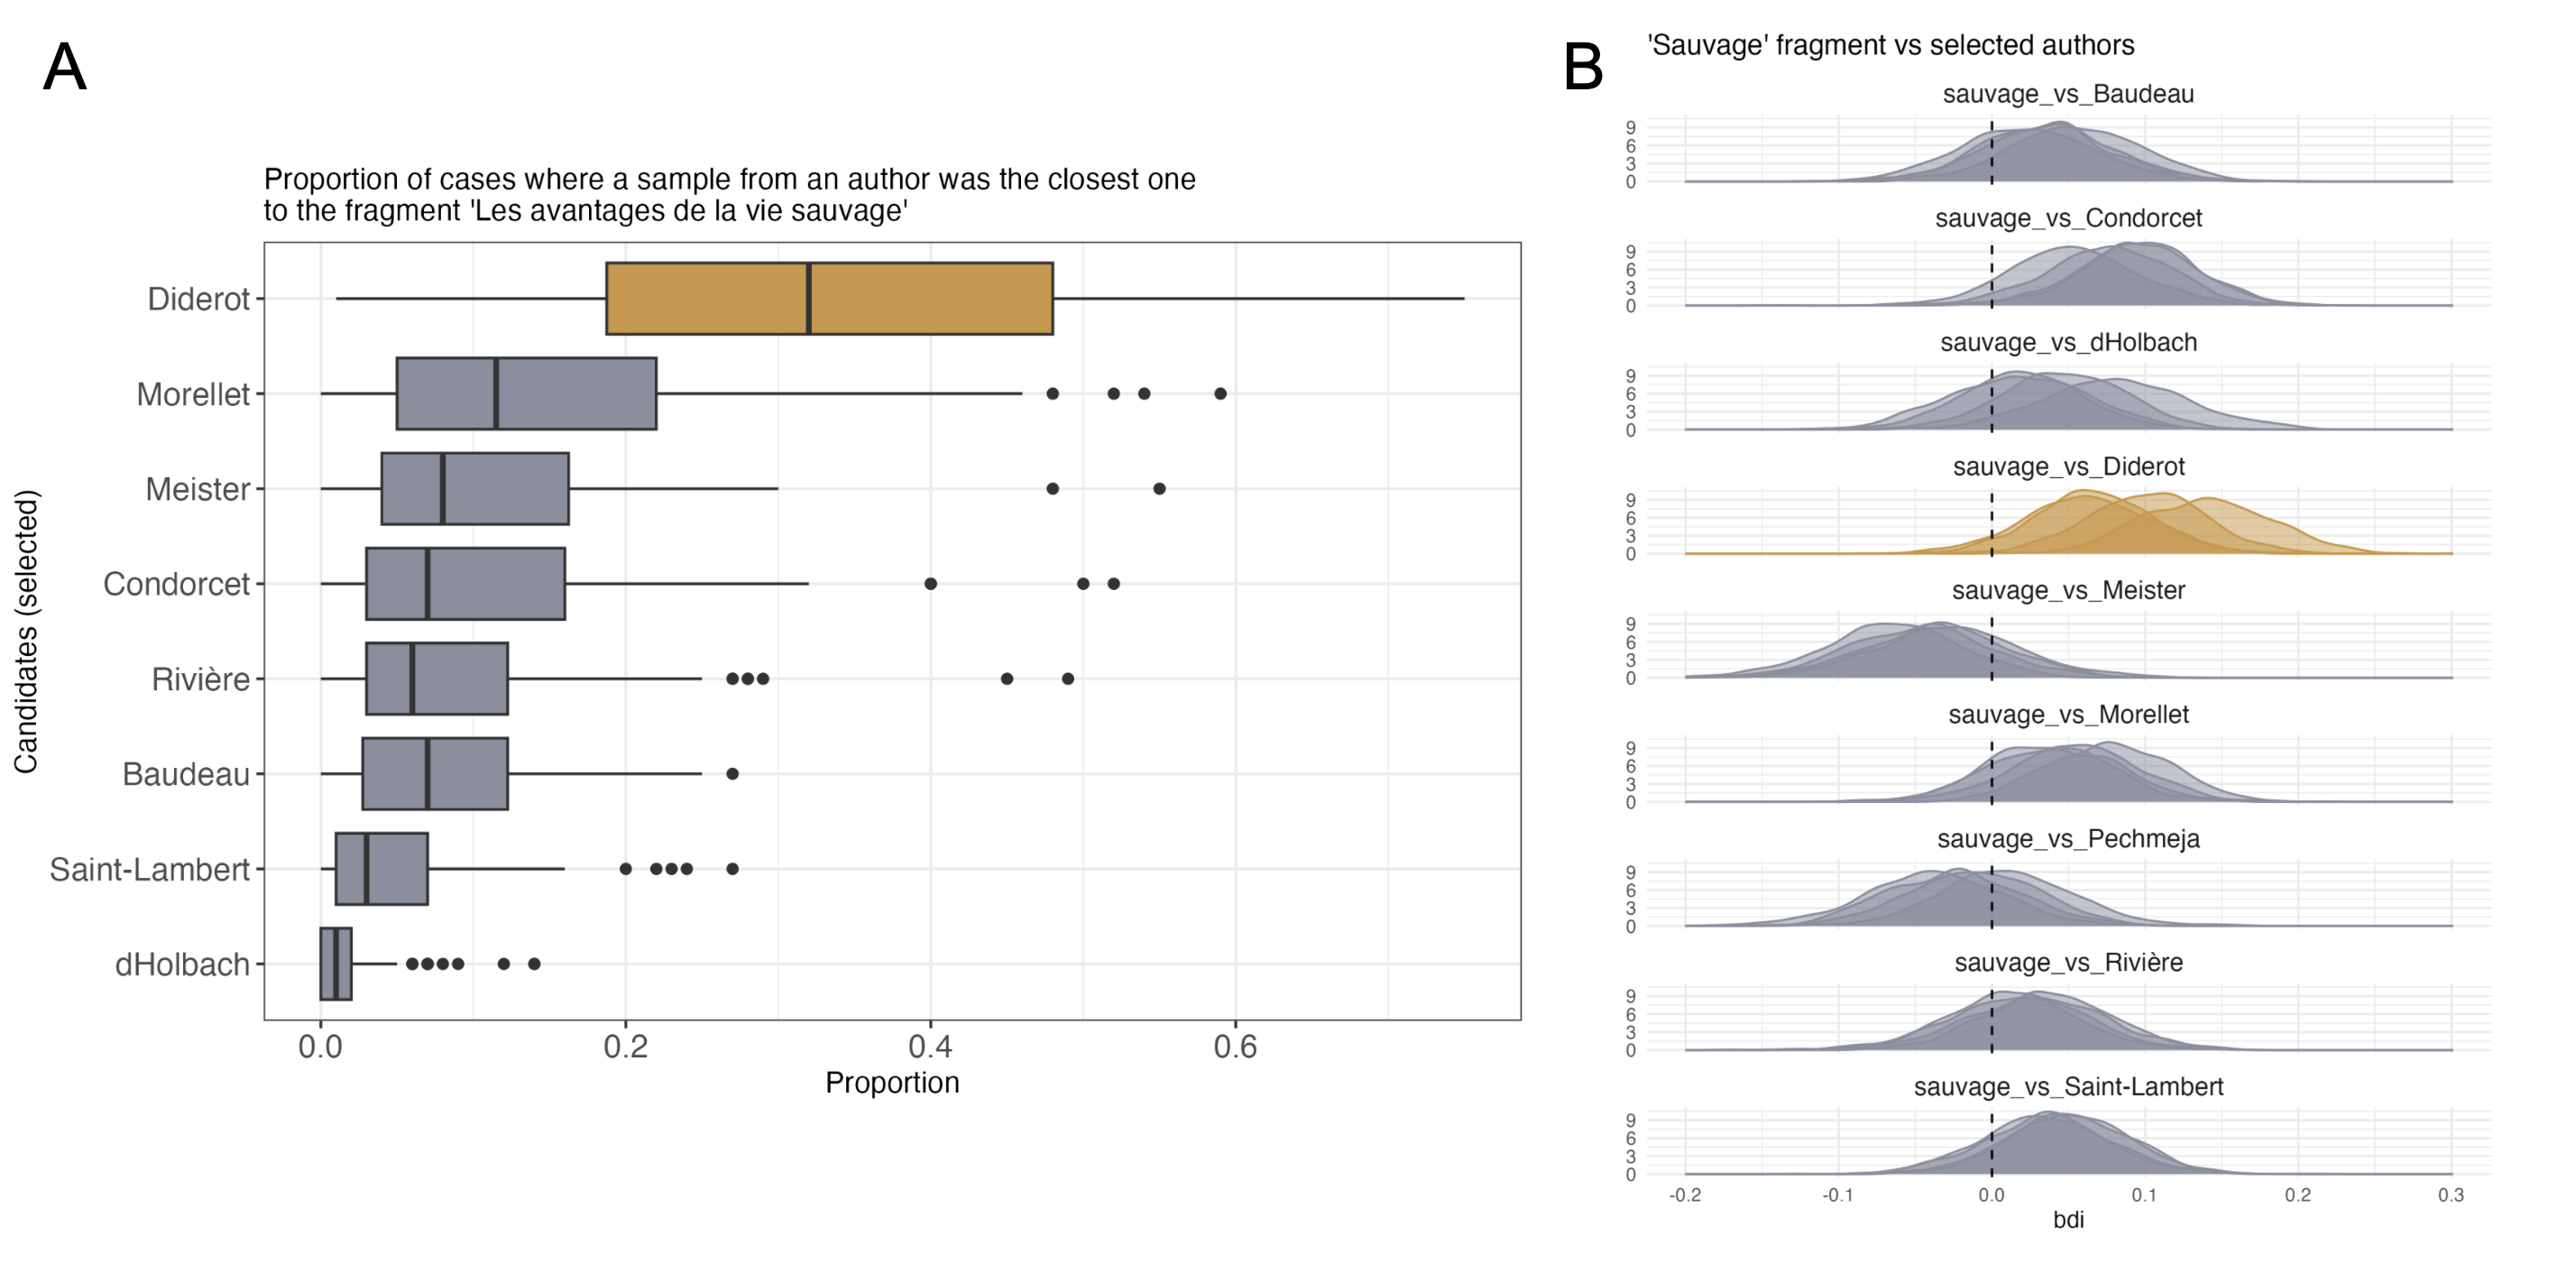 A
Proportion of cases where a sample from an author was the closest one
to the fragment 'Les avantages de la vie sauvage'
Candidates (selected)
Diderot
Morellet
Meister
Condorcet
Rivière
Baudeau
Saint-Lambert
dHolbach
0.0 0.2 0.4 0.6
Proportion
B
'Sauvage' fragment vs selected authors
sauvage_vs_Baudeau
9
6
3
0
sauvage_vs_Condorcet
9
6
3
0
sauvage_vs_dHolbach
9
6
3
0
sauvage_vs_Diderot
9
6
3
0
sauvage_vs_Meister
9
6
3
0
sauvage_vs_Morellet
9
6
3
0
sauvage_vs_Pechmeja
9
6
3
0
sauvage_vs_Rivière
9
6
3
0
sauvage_vs_Saint-Lambert
9
6
3
0
-0.2 -0.1 0.0 0.1 0.2 0.3
bdi